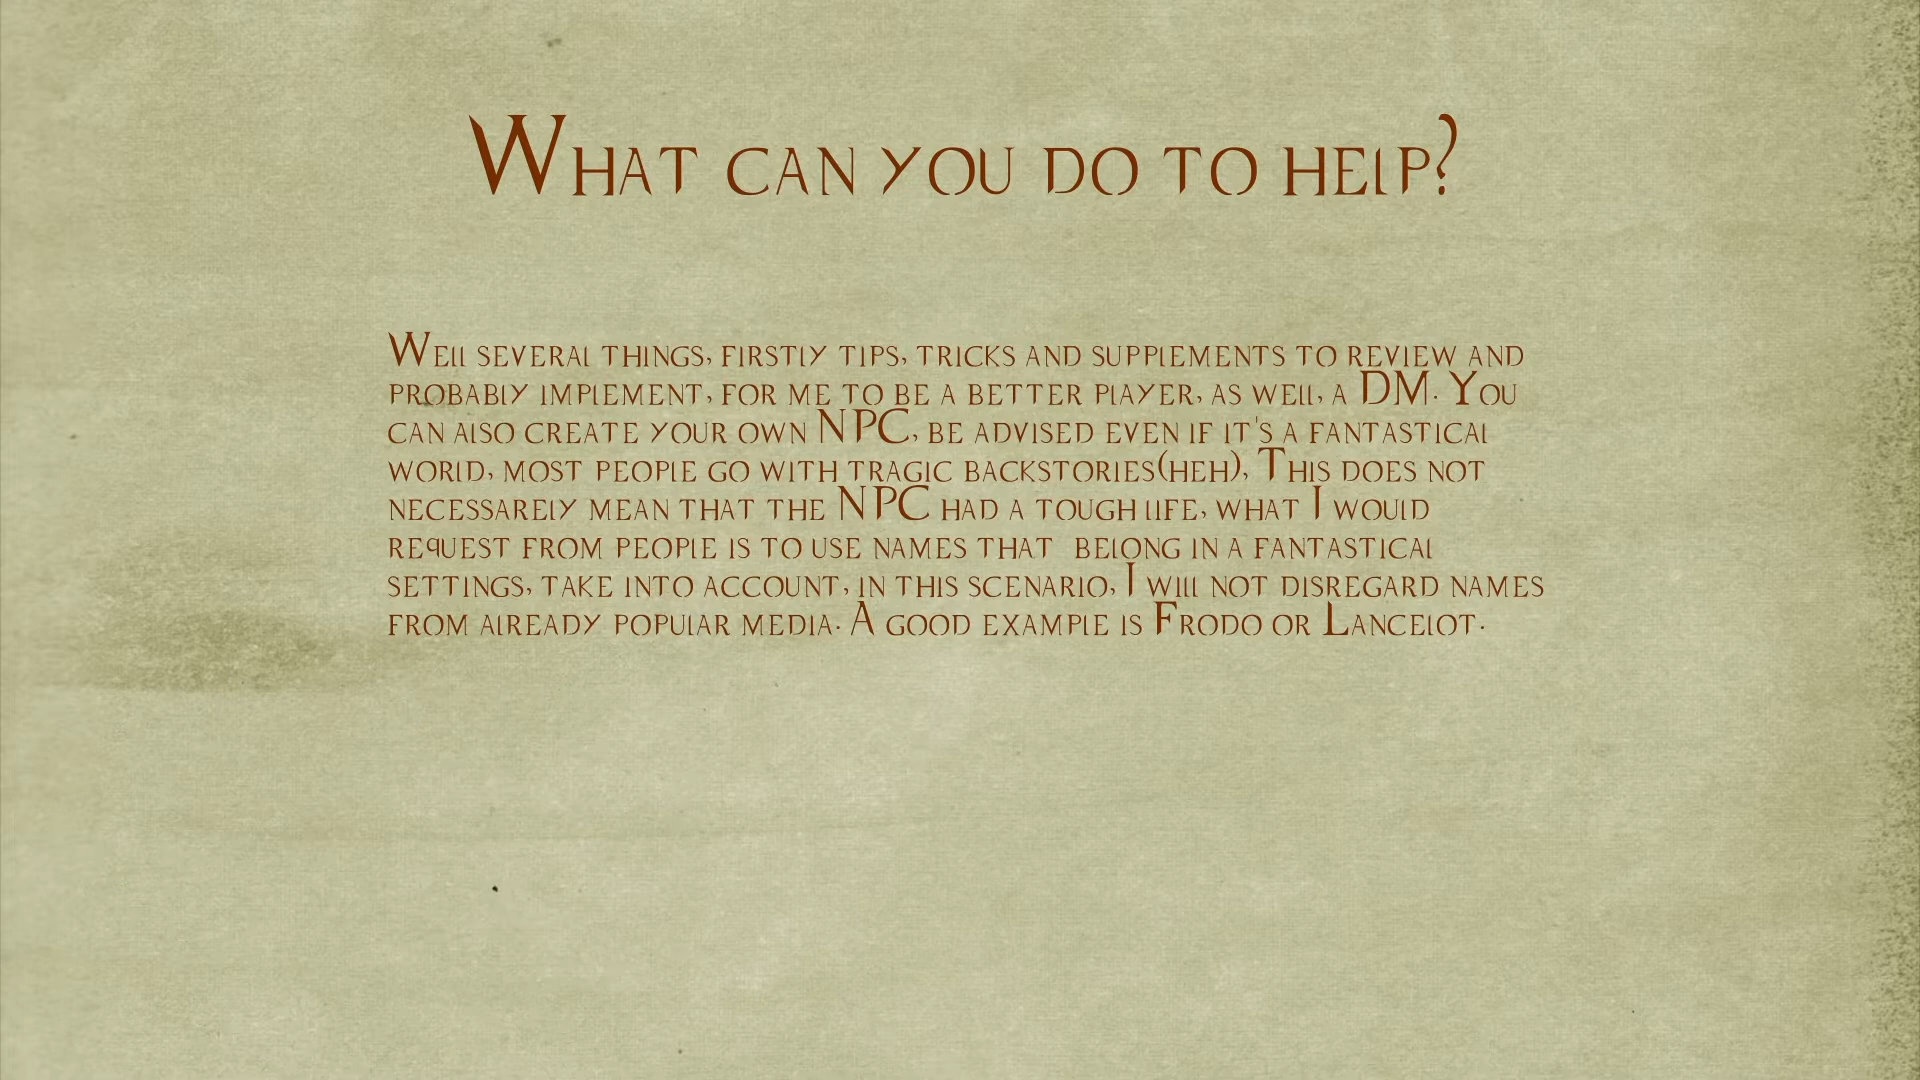 What can you do to help?
Well several things, firstly tips, tricks and supplements to review and
probably implement, for me to be a better player, as well, a DM. You
can also create your own NPC, be advised even if it's a fantastical
world, most people go with tragic backstories(heh), This does not
necessarely mean that the NPC had a tough life, what I would
request from people is to use names that  belong in a fantastical
settings, take into account, in this scenario, I will not disregard names
from already popular media. A good example is Frodo or Lancelot.